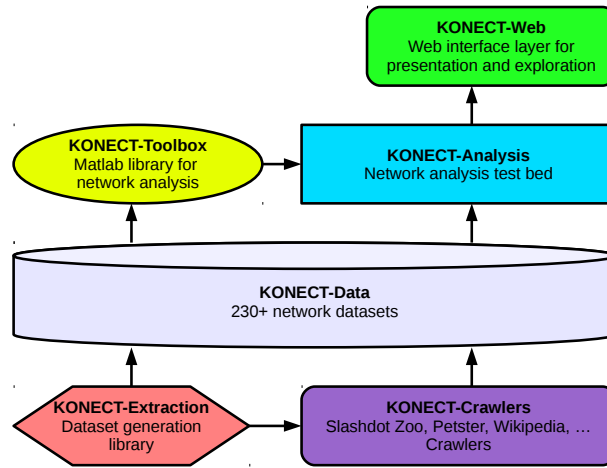 KONECT-Web
Web interface layer for
presentation and exploration
KONECT-Toolbox
Matlab library for
network analysis
KONECT-Analysis
Network analysis test bed
KONECT-Data
230+ network datasets
KONECT-Extraction
Dataset generation
library
KONECT-Crawlers
Slashdot Zoo, Petster, Wikipedia, …
Crawlers